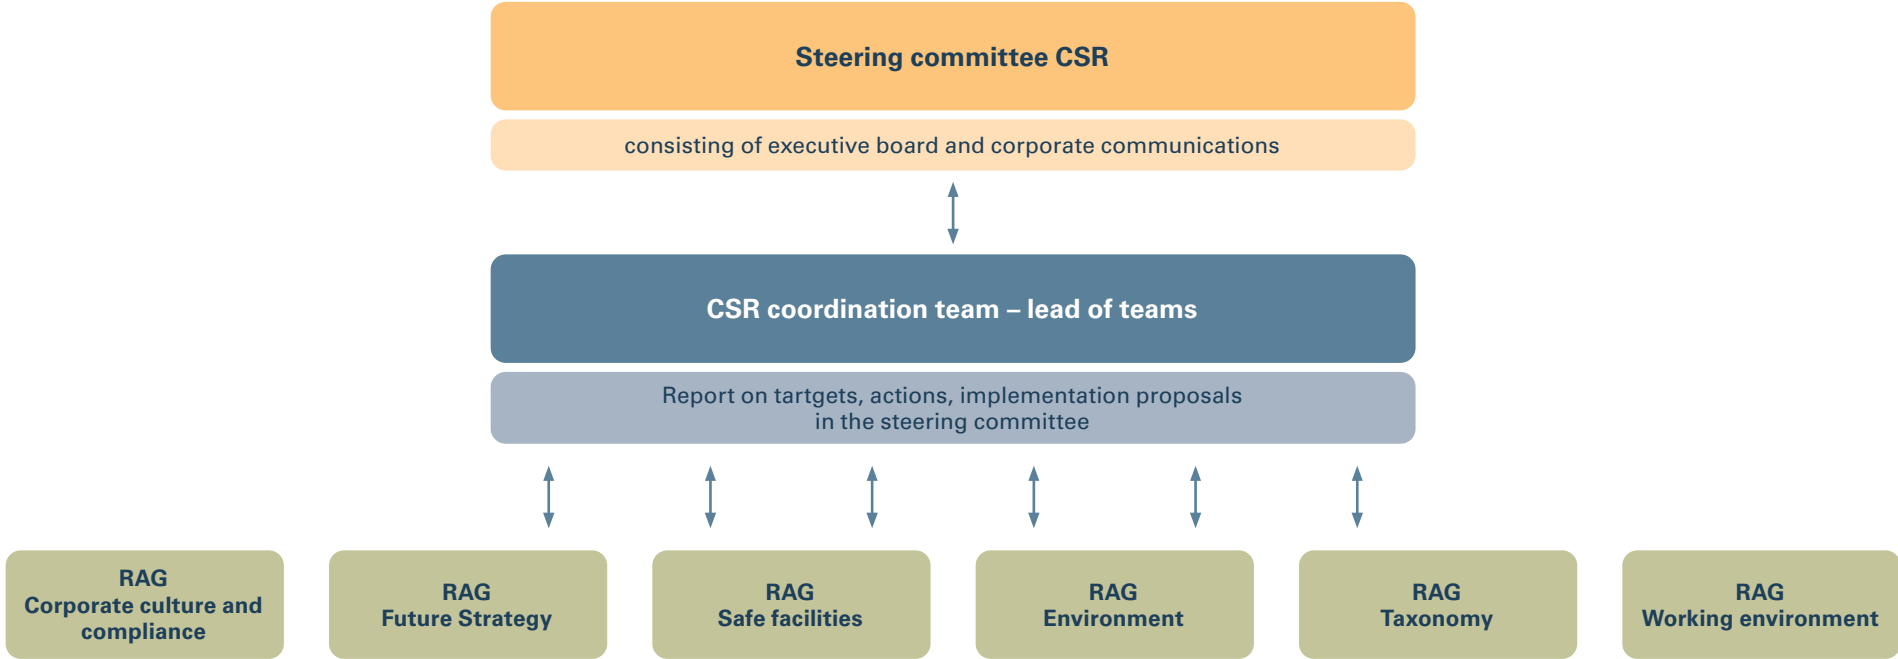 Steering committee CSR
consisting of executive board and corporate communications
CSR coordination team – lead of teams
Report on tartgets, actions, implementation proposals
in the steering committee
RAG
Corporate culture and
compliance
RAG
Future Strategy
RAG
Safe facilities
RAG
Environment
RAG
Taxonomy
RAG
Working environment